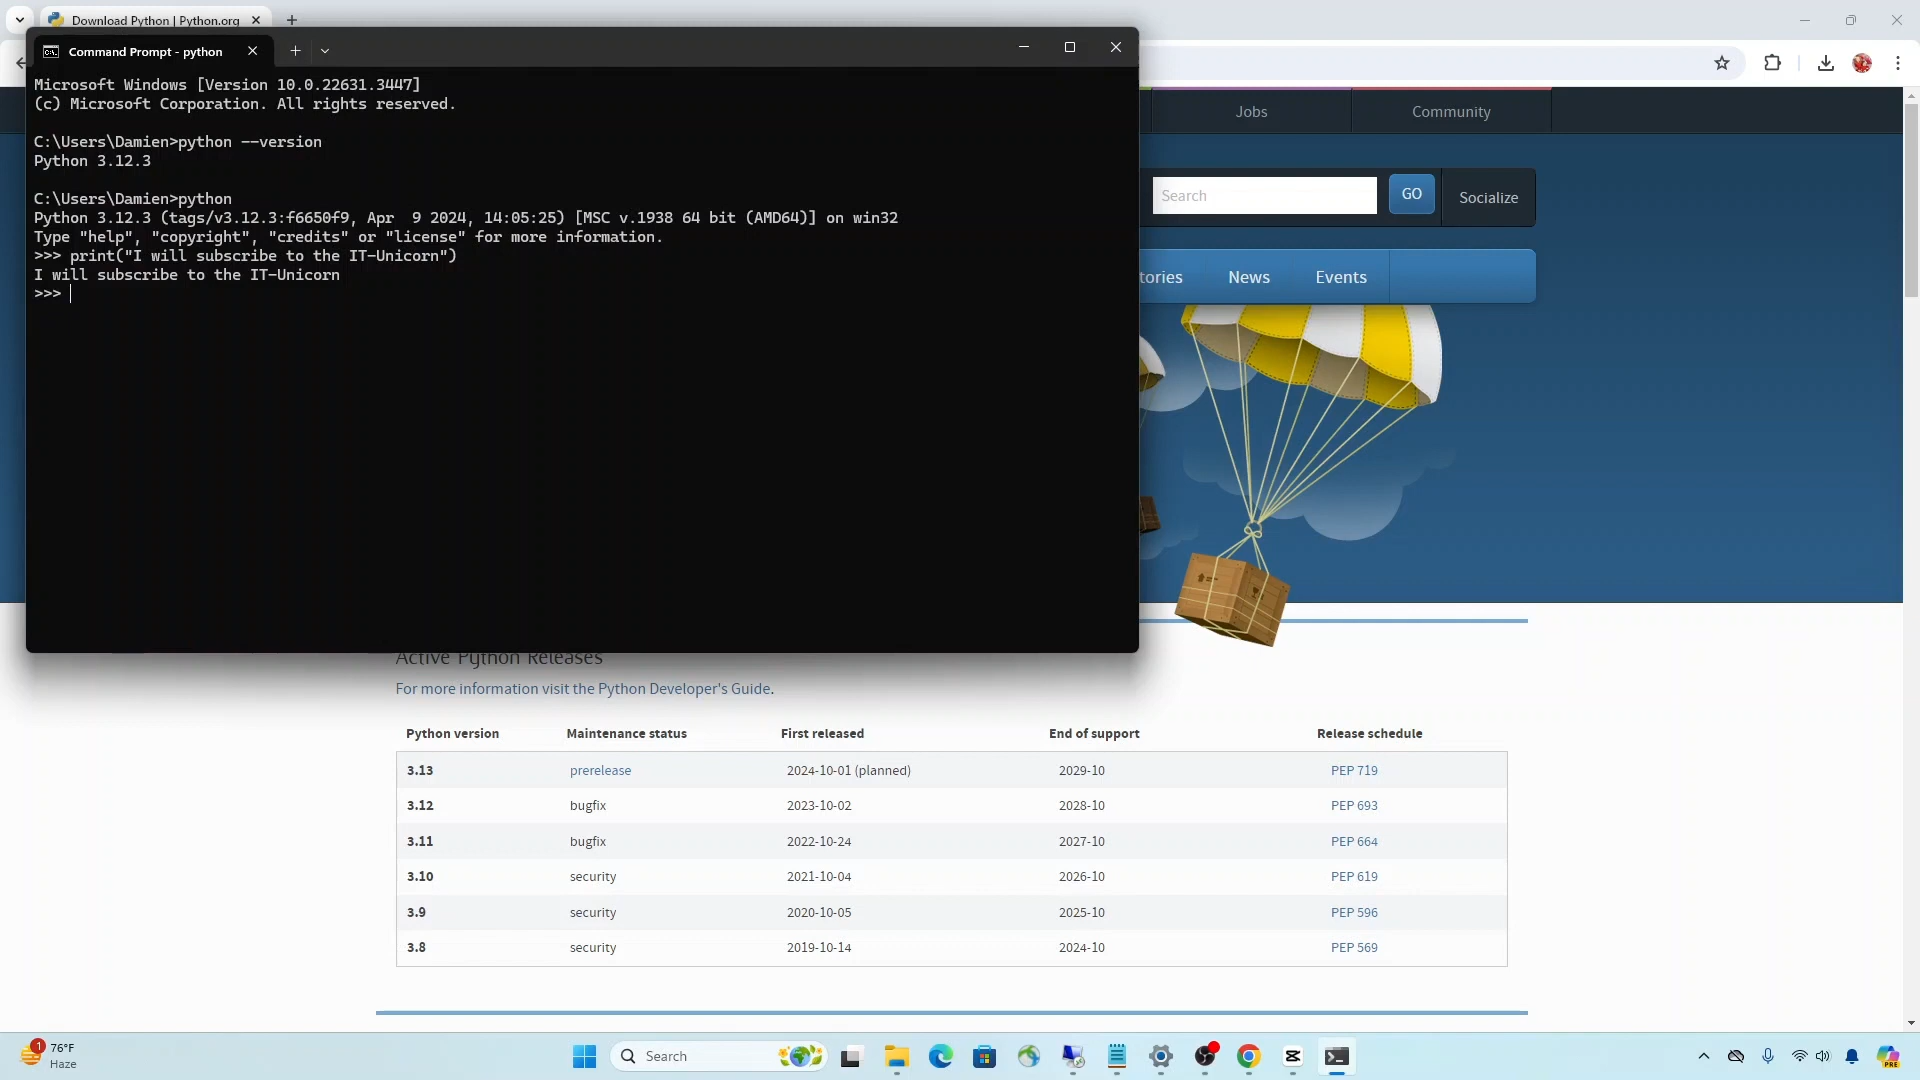 Download Python | Python.org
Command Prompt - python
Microsoft Windows [Version 10.0.22631.3447]
(c) Microsoft Corporation. All rights reserved.
C:\Users\Damien>python --version
Python 3.12.3
C:\Users\Damien>python
Python 3.12.3 (tags/v3.12.3:f6650f9, Apr  9 2024, 14:05:25) [MSC v.1938 64 bit (AMD64)] on win32
Type "help", "copyright", "credits" or "license" for more information.
>>> print("I will subscribe to the IT-Unicorn")
I will subscribe to the IT-Unicorn
>>>
Jobs Community
Search GO Socialize
tories News Events
Active Python Releases
For more information visit the Python Developer's Guide.
Python version Maintenance status First released End of support Release schedule
3.13 prerelease 2024-10-01 (planned) 2029-10 PEP 719
3.12 bugfix 2023-10-02 2028-10 PEP 693
3.11 bugfix 2022-10-24 2027-10 PEP 664
3.10 security 2021-10-04 2026-10 PEP 619
3.9 security 2020-10-05 2025-10 PEP 596
3.8 security 2019-10-14 2024-10 PEP 569
1 76°F
Haze
Search
PRE